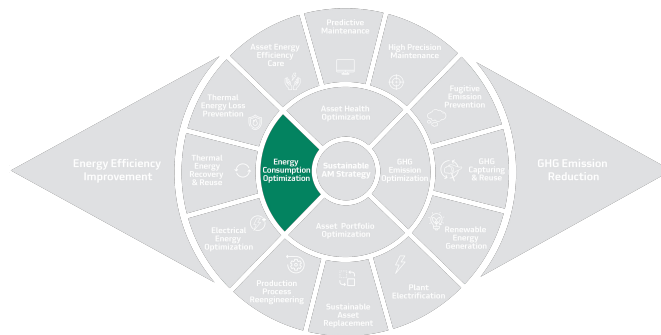 Predictive
Maintenance
Asset Energy
Efficiency
Care
High Precision
Maintenance
Thermal
Energy Loss
Prevention
Fugitive
Emission
Prevention
Asset Health
Optimization
Energy Efficiency
Improvement
Thermal
Energy
Recovery
& Reuse
Energy
Consumption
Optimization
Sustainable
AM Strategy
GHG
Emission
Optimization
GHG
Capturing
& Reuse
GHG Emission
Reduction
Electrical
Energy
Optimization
Asset Portfolio
Optimization
Renewable
Energy
Generation
Production
Process
Reengineering
Sustainable
Asset
Replacement
Plant
Electrification